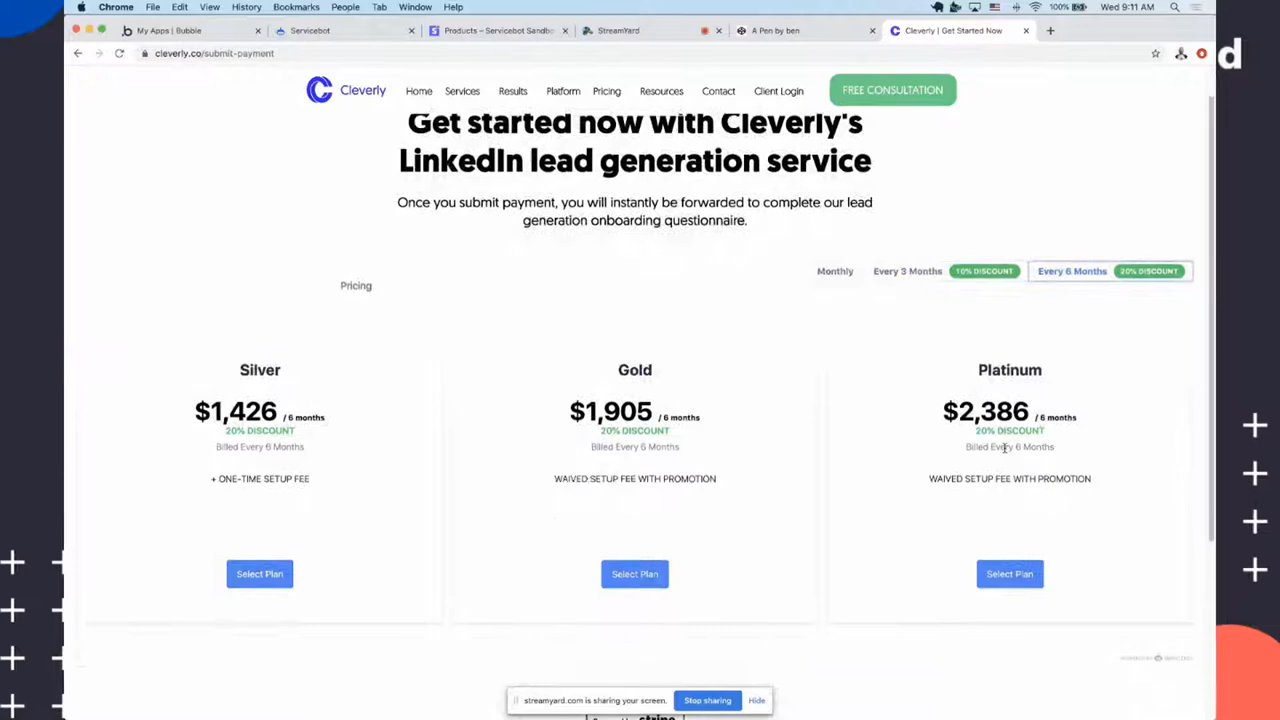 Chrome File Edit View History Bookmarks People Tab Window Help 100% Wed 9:11 AM
My Apps | Bubble Servicebot Products – Servicebot Sandbo StreamYard A Pen by ben Cleverly | Get Started Now
cleverly.co/submit-payment
d
Cleverly Home Services Results Platform Pricing Resources Contact Client Login FREE CONSULTATION
Get started now with Cleverly's
LinkedIn lead generation service
Once you submit payment, you will instantly be forwarded to complete our lead
generation onboarding questionnaire.
Monthly Every 3 Months 10% DISCOUNT Every 6 Months 20% DISCOUNT
Pricing
Silver
$1,426 / 6 months
20% DISCOUNT
Billed Every 6 Months
+ ONE-TIME SETUP FEE
Select Plan
Gold
$1,905 / 6 months
20% DISCOUNT
Billed Every 6 Months
WAIVED SETUP FEE WITH PROMOTION
Select Plan
Platinum
$2,386 / 6 months
20% DISCOUNT
Billed Every 6 Months
WAIVED SETUP FEE WITH PROMOTION
Select Plan
streamyard.com is sharing your screen. Stop sharing Hide
stripe